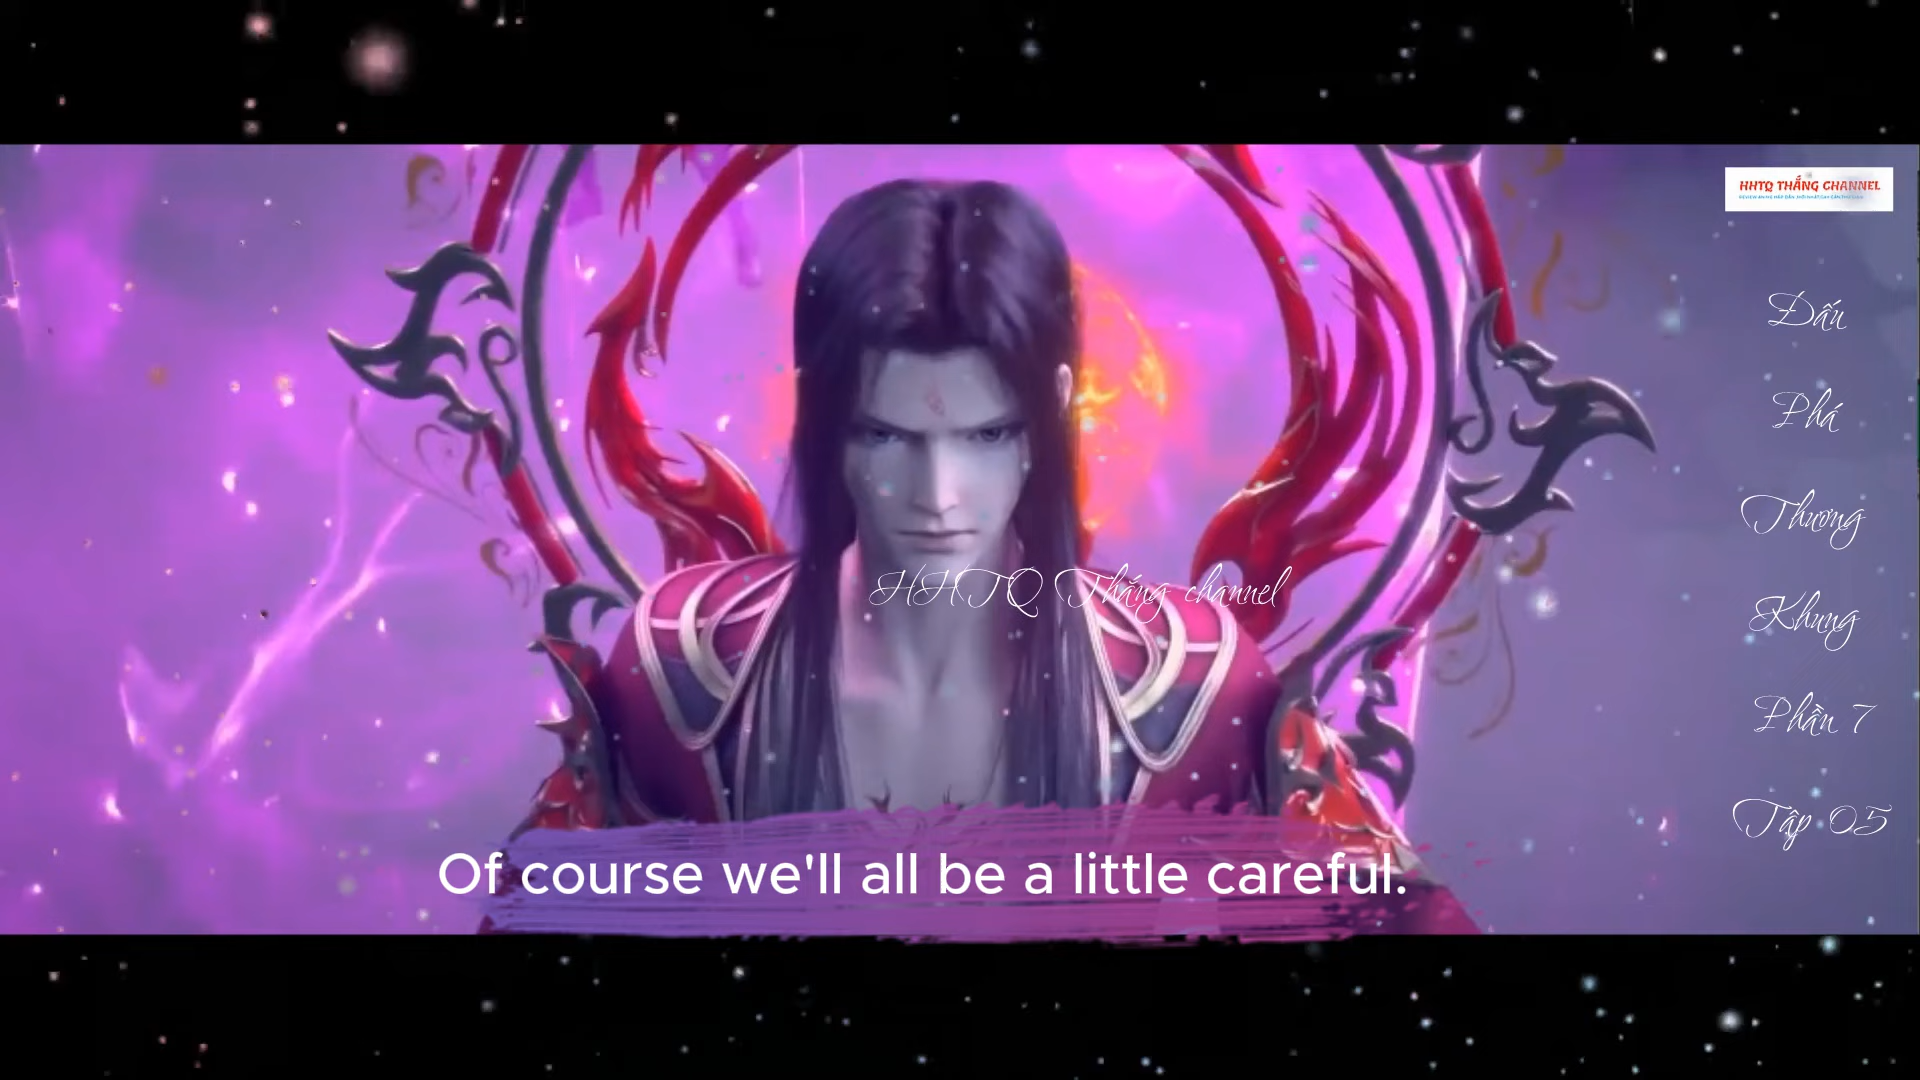 HHTQ THẮNG CHANNEL
Đấu
Phá
Thương
Khung
Phần 7
Tập 05
HHTQ Thắng channel
Of course we'll all be a little careful.